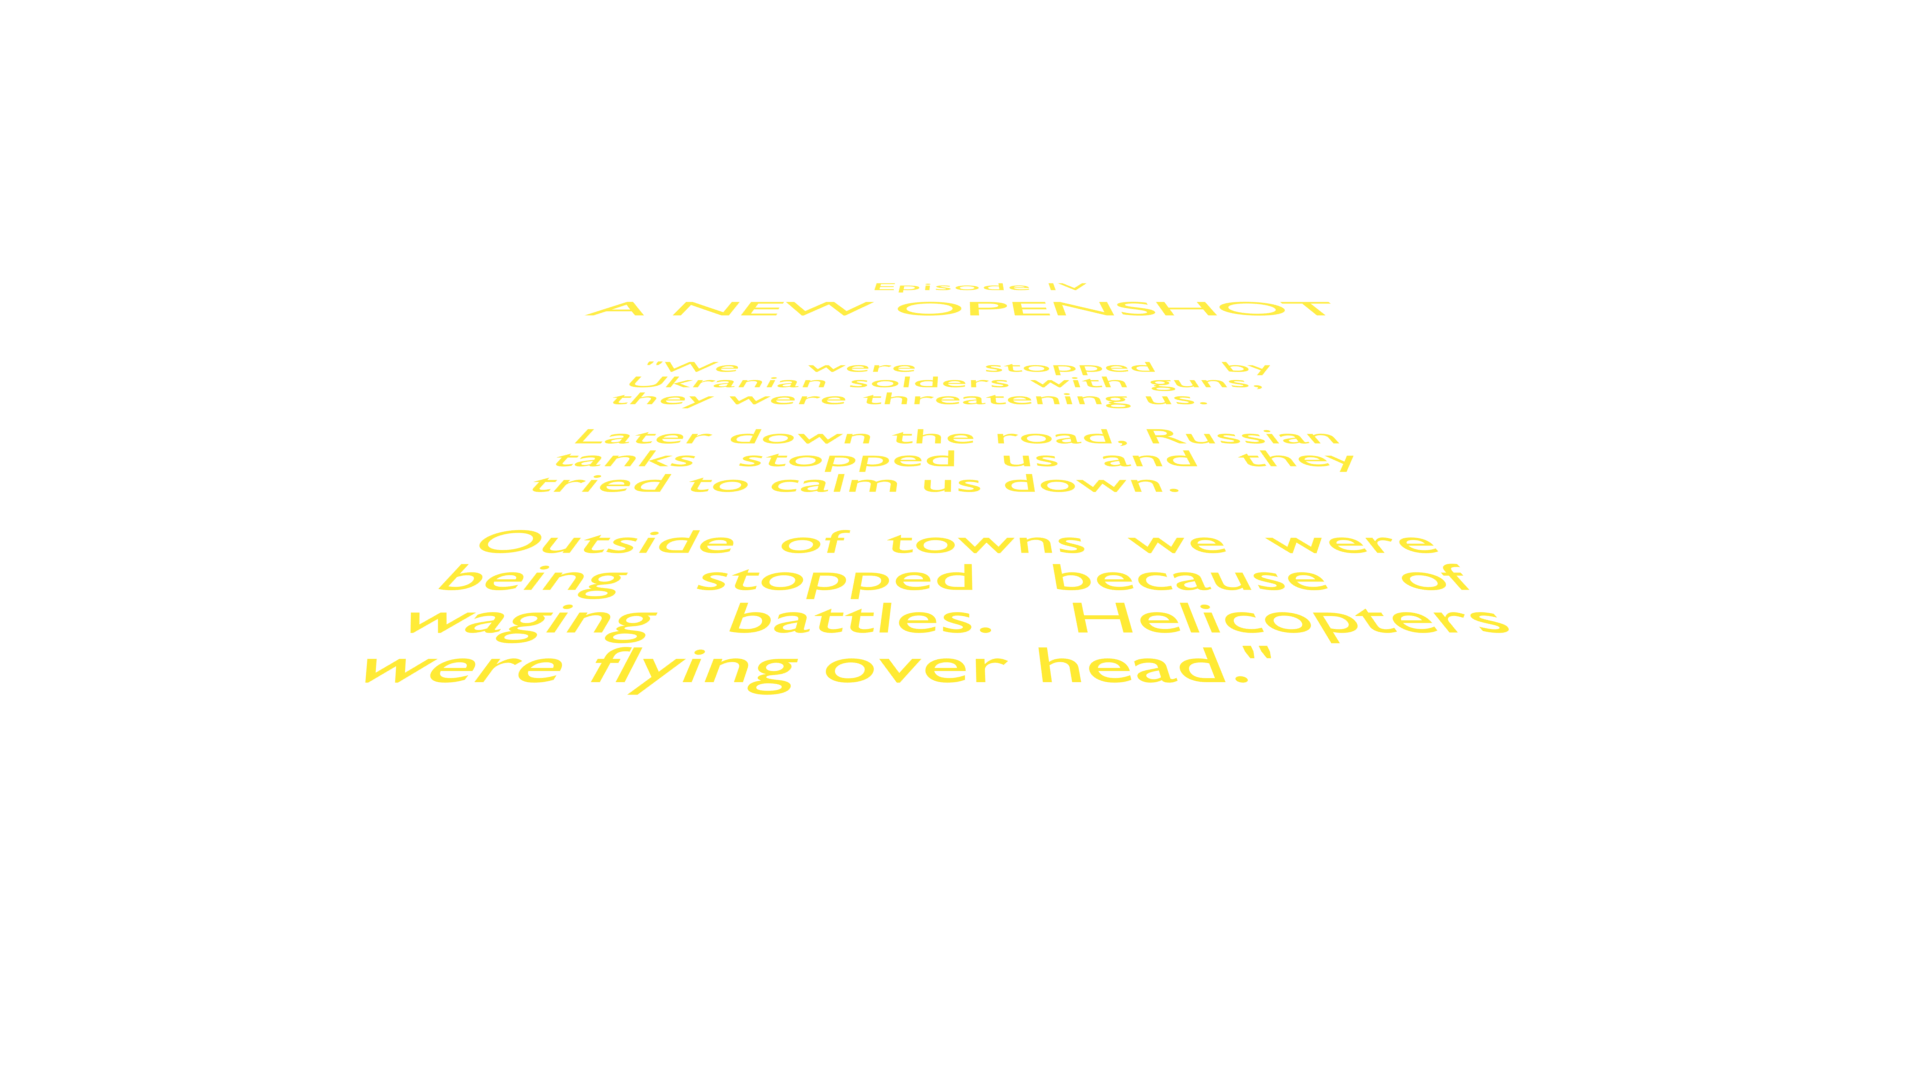 Episode IV
A NEW OPENSHOT
"We were stopped by
Ukranian solders with guns,
they were threatening us.
Later down the road, Russian
tanks stopped us and they
tried to calm us down.
Outside of towns we were
being stopped because of
waging battles. Helicopters
were flying over head."